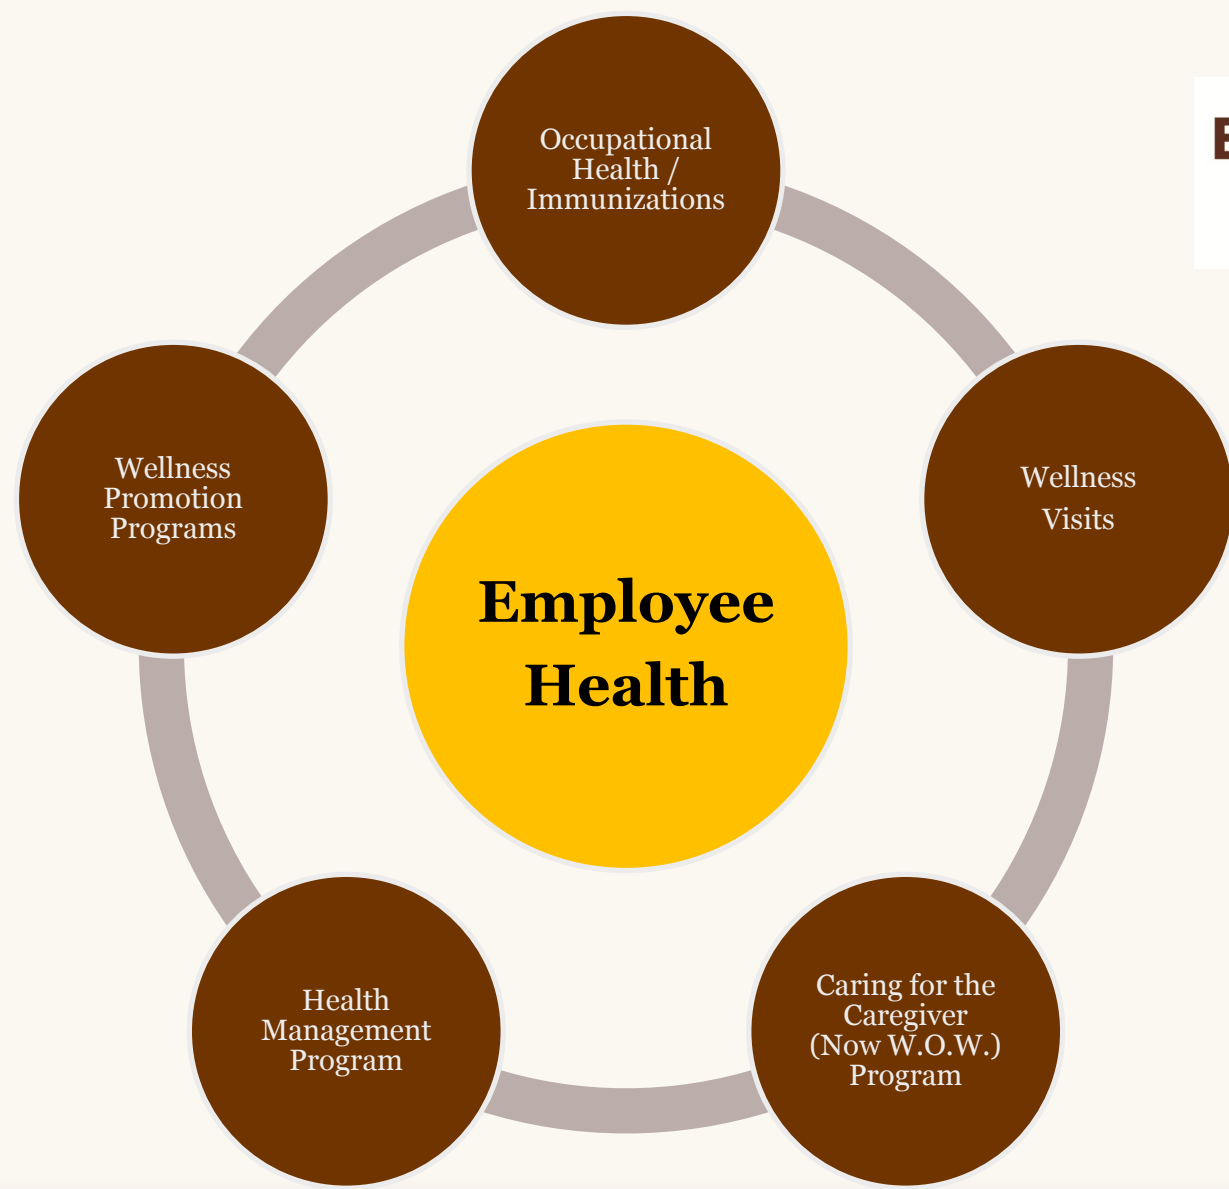 Occupational
Health /
Immunizations
Wellness
Visits
Caring for the
Caregiver
(Now W.O.W.)
Program
Health
Management
Program
Wellness
Promotion
Programs
Employee
Health